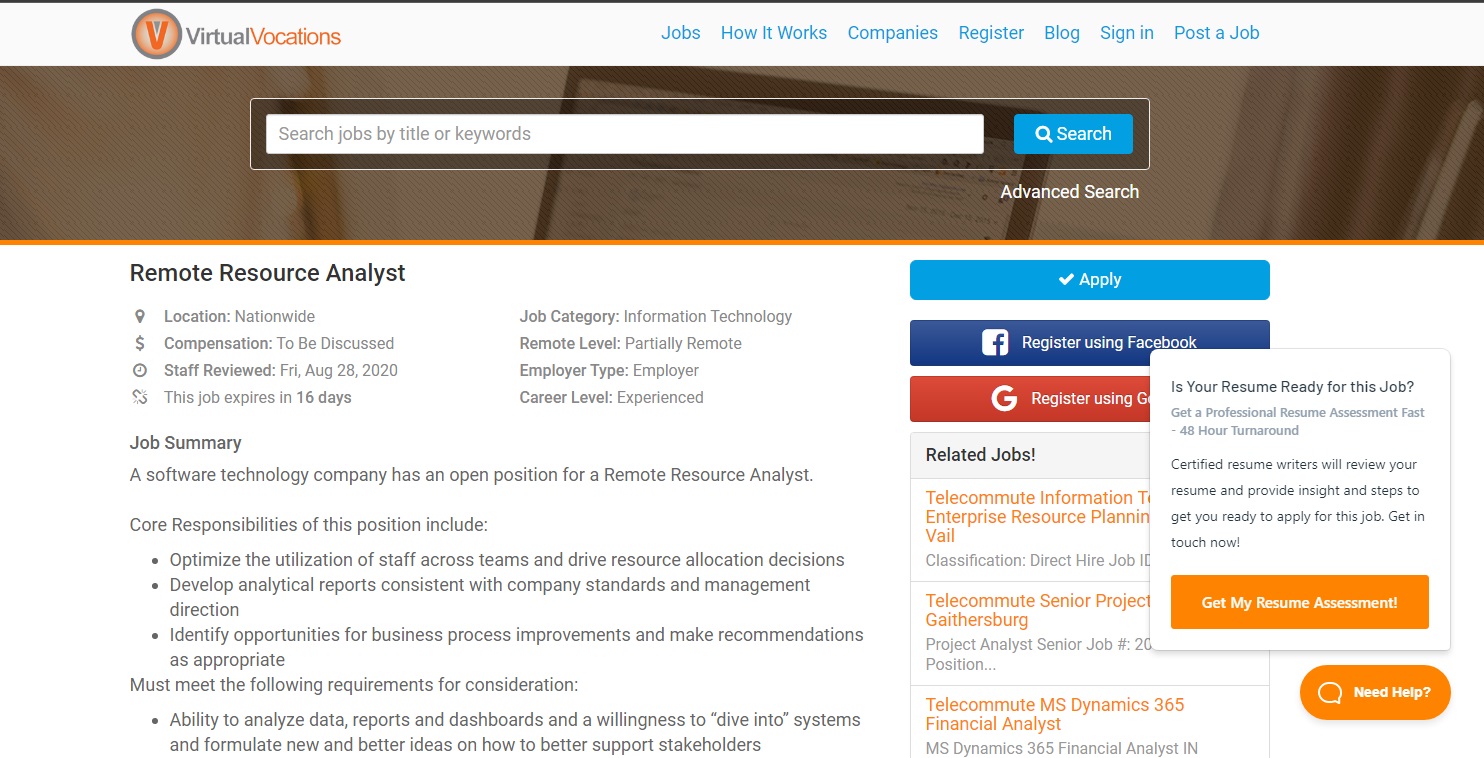 VirtualVocations
Jobs How It Works Companies Register Blog Sign in Post a Job
Search jobs by title or keywords
Search
Advanced Search
Remote Resource Analyst
Location: Nationwide
Compensation: To Be Discussed
Staff Reviewed: Fri, Aug 28, 2020
This job expires in 16 days
Job Category: Information Technology
Remote Level: Partially Remote
Employer Type: Employer
Career Level: Experienced
Job Summary
A software technology company has an open position for a Remote Resource Analyst.
Core Responsibilities of this position include:
Optimize the utilization of staff across teams and drive resource allocation decisions
Develop analytical reports consistent with company standards and management
direction
Identify opportunities for business process improvements and make recommendations
as appropriate
Must meet the following requirements for consideration:
Ability to analyze data, reports and dashboards and a willingness to “dive into” systems
and formulate new and better ideas on how to better support stakeholders
Apply
Register using Facebook
Register using
Related Jobs!
Telecommute Information
Enterprise Resource
Vail
Classification: Direct Hire Job
Telecommute Senior Project
Gaithersburg
Project Analyst Senior Job #: 20
Position...
Telecommute MS Dynamics 365
Financial Analyst
MS Dynamics 365 Financial Analyst IN
Is Your Resume Ready for this Job?
Get a Professional Resume Assessment Fast
- 48 Hour Turnaround
Certified resume writers will review your
resume and provide insight and steps to
get you ready to apply for this job. Get in
touch now!
Get My Resume Assessment!
Need Help?